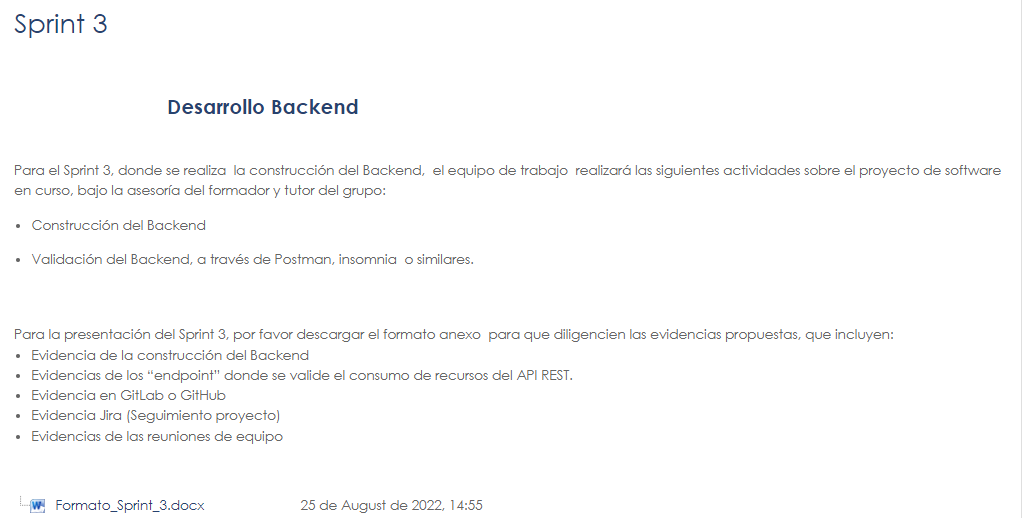 Sprint 3
Desarrollo Backend
Para el Sprint 3, donde se realiza  la construcción del Backend,  el equipo de trabajo  realizará las siguientes actividades sobre el proyecto de software
en curso, bajo la asesoría del formador y tutor del grupo:
• Construcción del Backend
• Validación del Backend, a través de Postman, insomnia  o similares.
Para la presentación del Sprint 3, por favor descargar el formato anexo  para que diligencien las evidencias propuestas, que incluyen:
• Evidencia de la construcción del Backend
• Evidencias de los “endpoint” donde se valide el consumo de recursos del API REST.
• Evidencia en GitLab o GitHub
• Evidencia Jira (Seguimiento proyecto)
• Evidencias de las reuniones de equipo
Formato_Sprint_3.docx 25 de August de 2022, 14:55